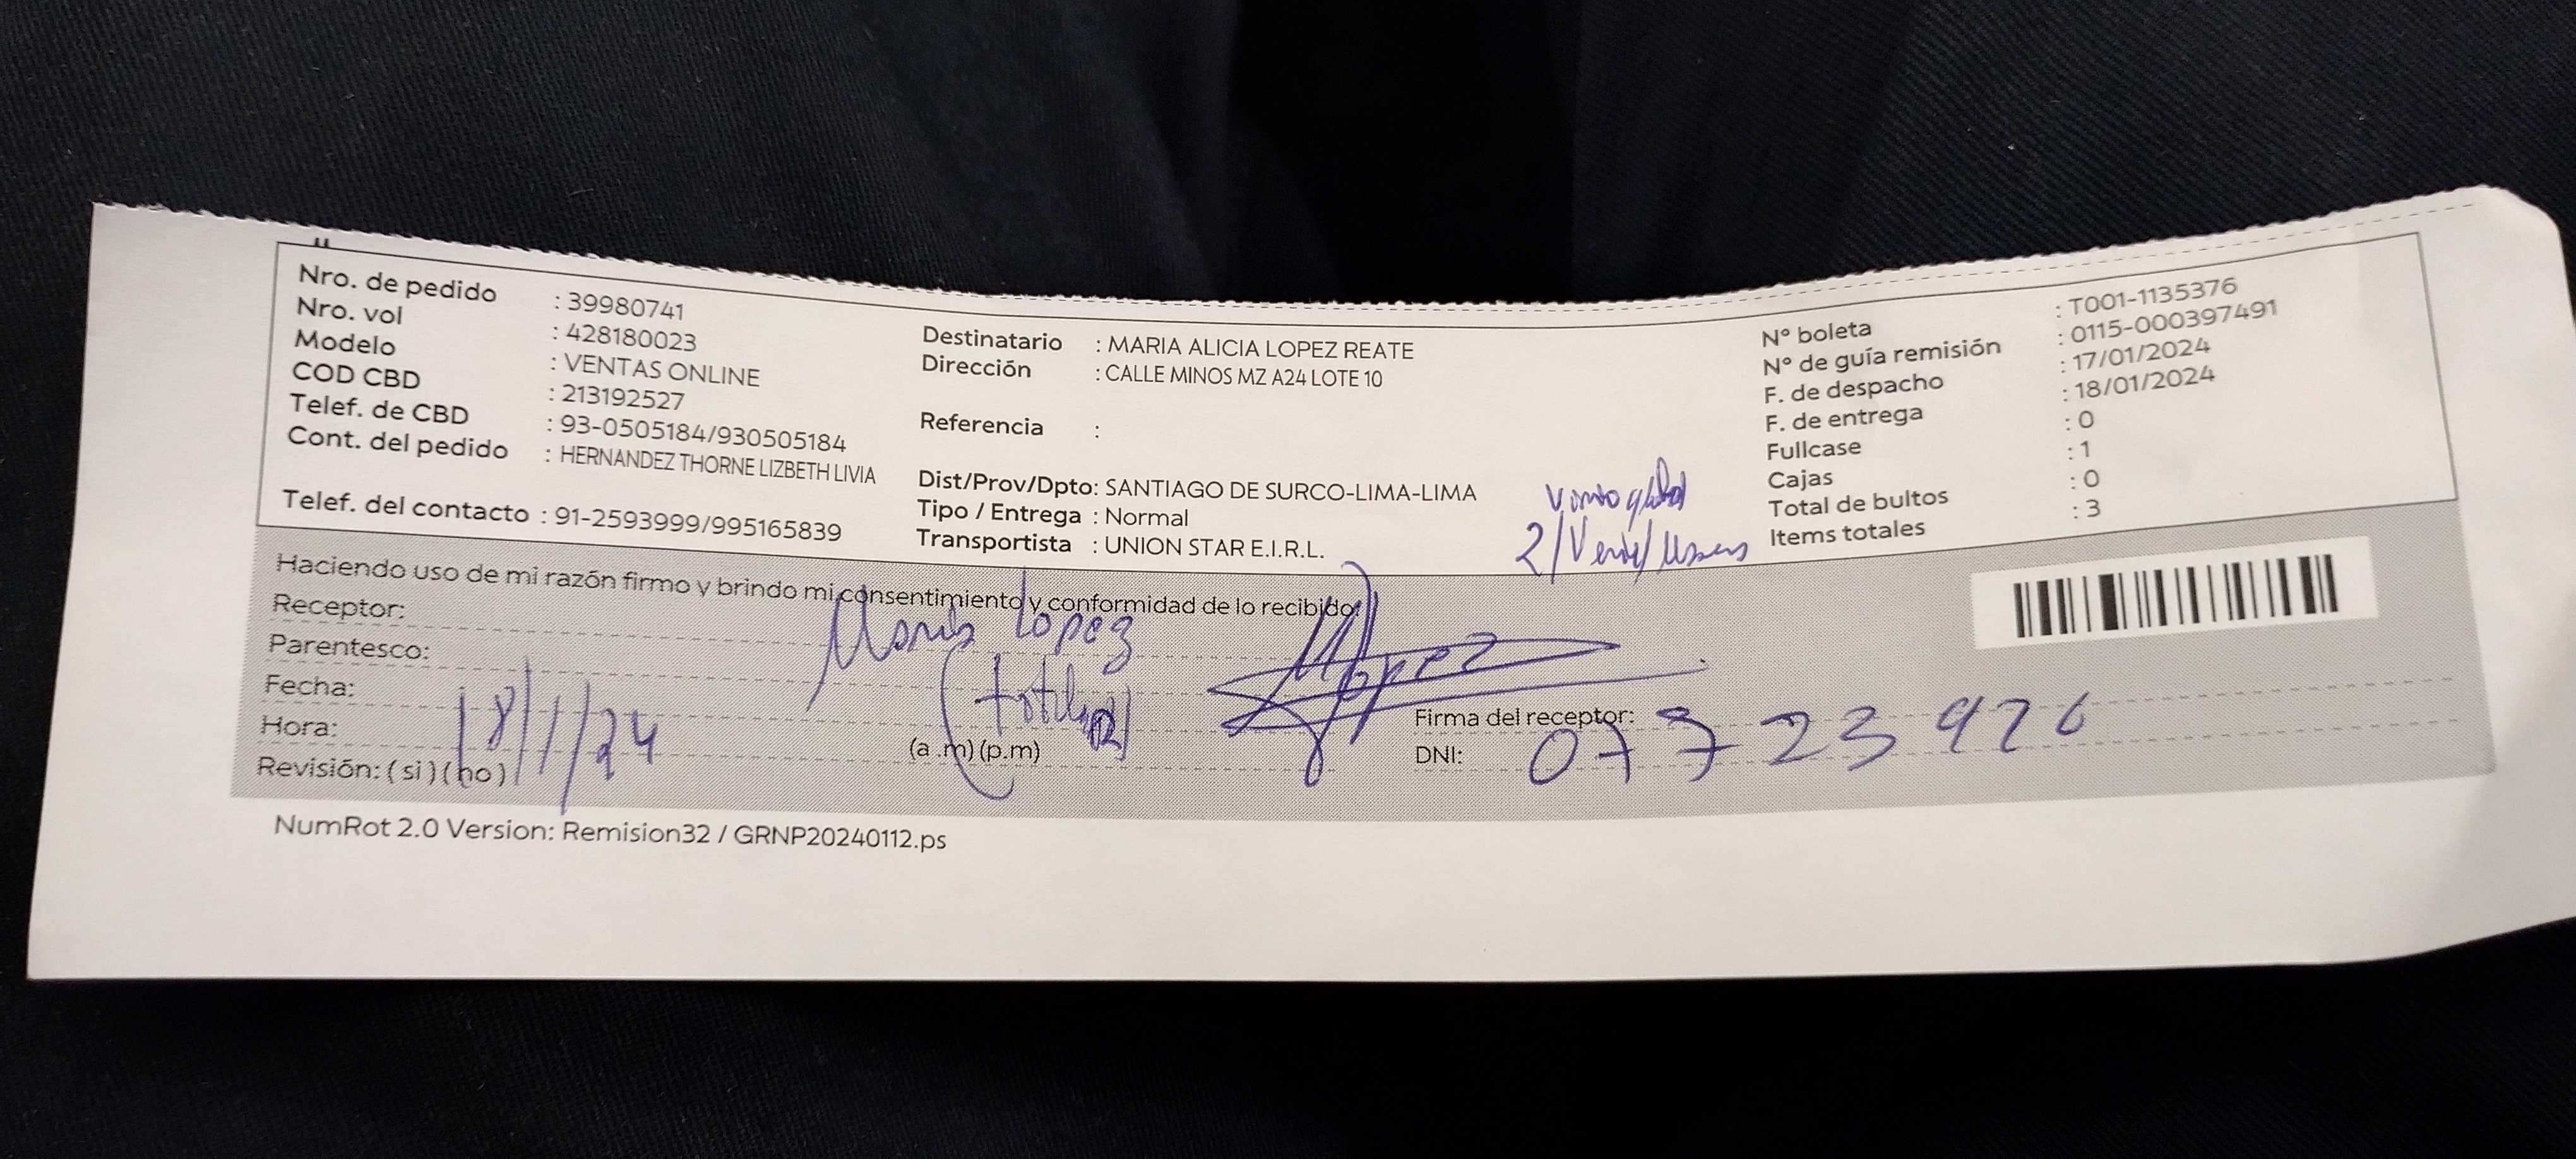 Nro. de pedido : 39980741
Nro. vol : 428180023
Modelo : VENTAS ONLINE
COD CBD : 213192527
Telef. de CBD : 93-0505184/930505184
Cont. del pedido : HERNANDEZ THORNE LIZBETH LIVIA
Telef. del contacto : 91-2593999/995165839
Destinatario : MARIA ALICIA LOPEZ REATE
Dirección : CALLE MINOS MZ A24 LOTE 10
Referencia :
Dist/Prov/Dpto: SANTIAGO DE SURCO-LIMA-LIMA
Tipo / Entrega : Normal
Transportista : UNION STAR E.I.R.L.
N° boleta : T001-1135376
N° de guía remisión : 0115-000397491
F. de despacho : 17/01/2024
F. de entrega : 18/01/2024
Fullcase : 0
Cajas : 1
Total de bultos : 0
Items totales : 3
2/Verde/
Haciendo uso de mi razón firmo y brindo mi consentimiento y conformidad de lo recibido
Receptor: Maria Lopez
Parentesco: (titular)
Lopez
Fecha: 18/1/24
Hora: (a .m) (p.m)
Firma del receptor:
Revisión: ( si ) ( no )
DNI: 07723926
NumRot 2.0 Version: Remision32 / GRNP20240112.ps